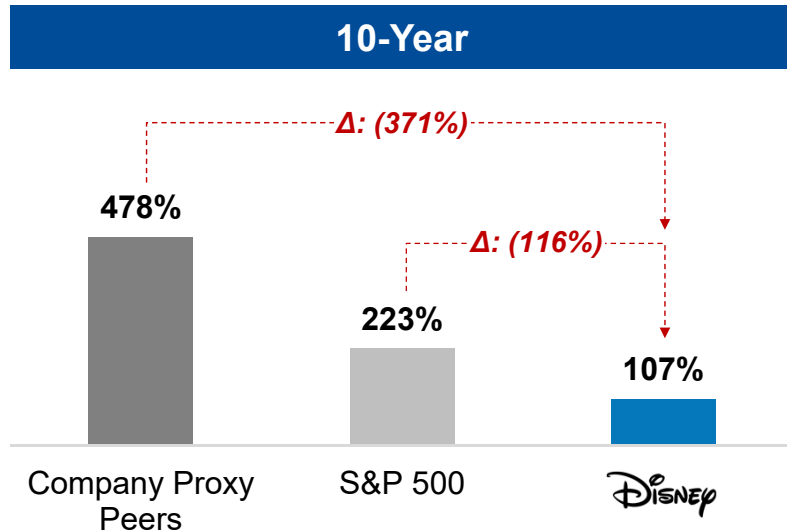 10-Year
Δ: (371%)
478%
Δ: (116%)
223%
107%
Company Proxy
Peers
S&P 500
Disney